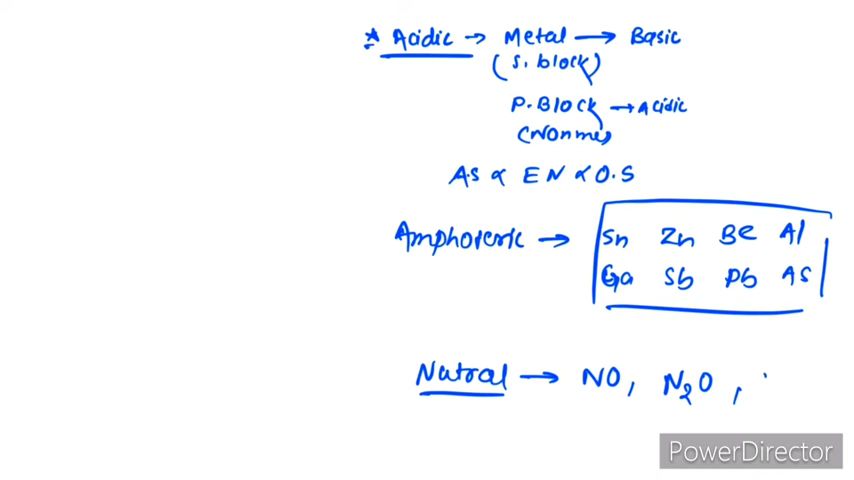 * Acidic → Metal → Basic
(S. block)
P. Block → Acidic
(Nonme)
A.S ∝ EN ∝ O.S
Amphoteric → Sn Zn Be Al
Ga Sb Pb As
Natral → NO, N₂O,
PowerDirector